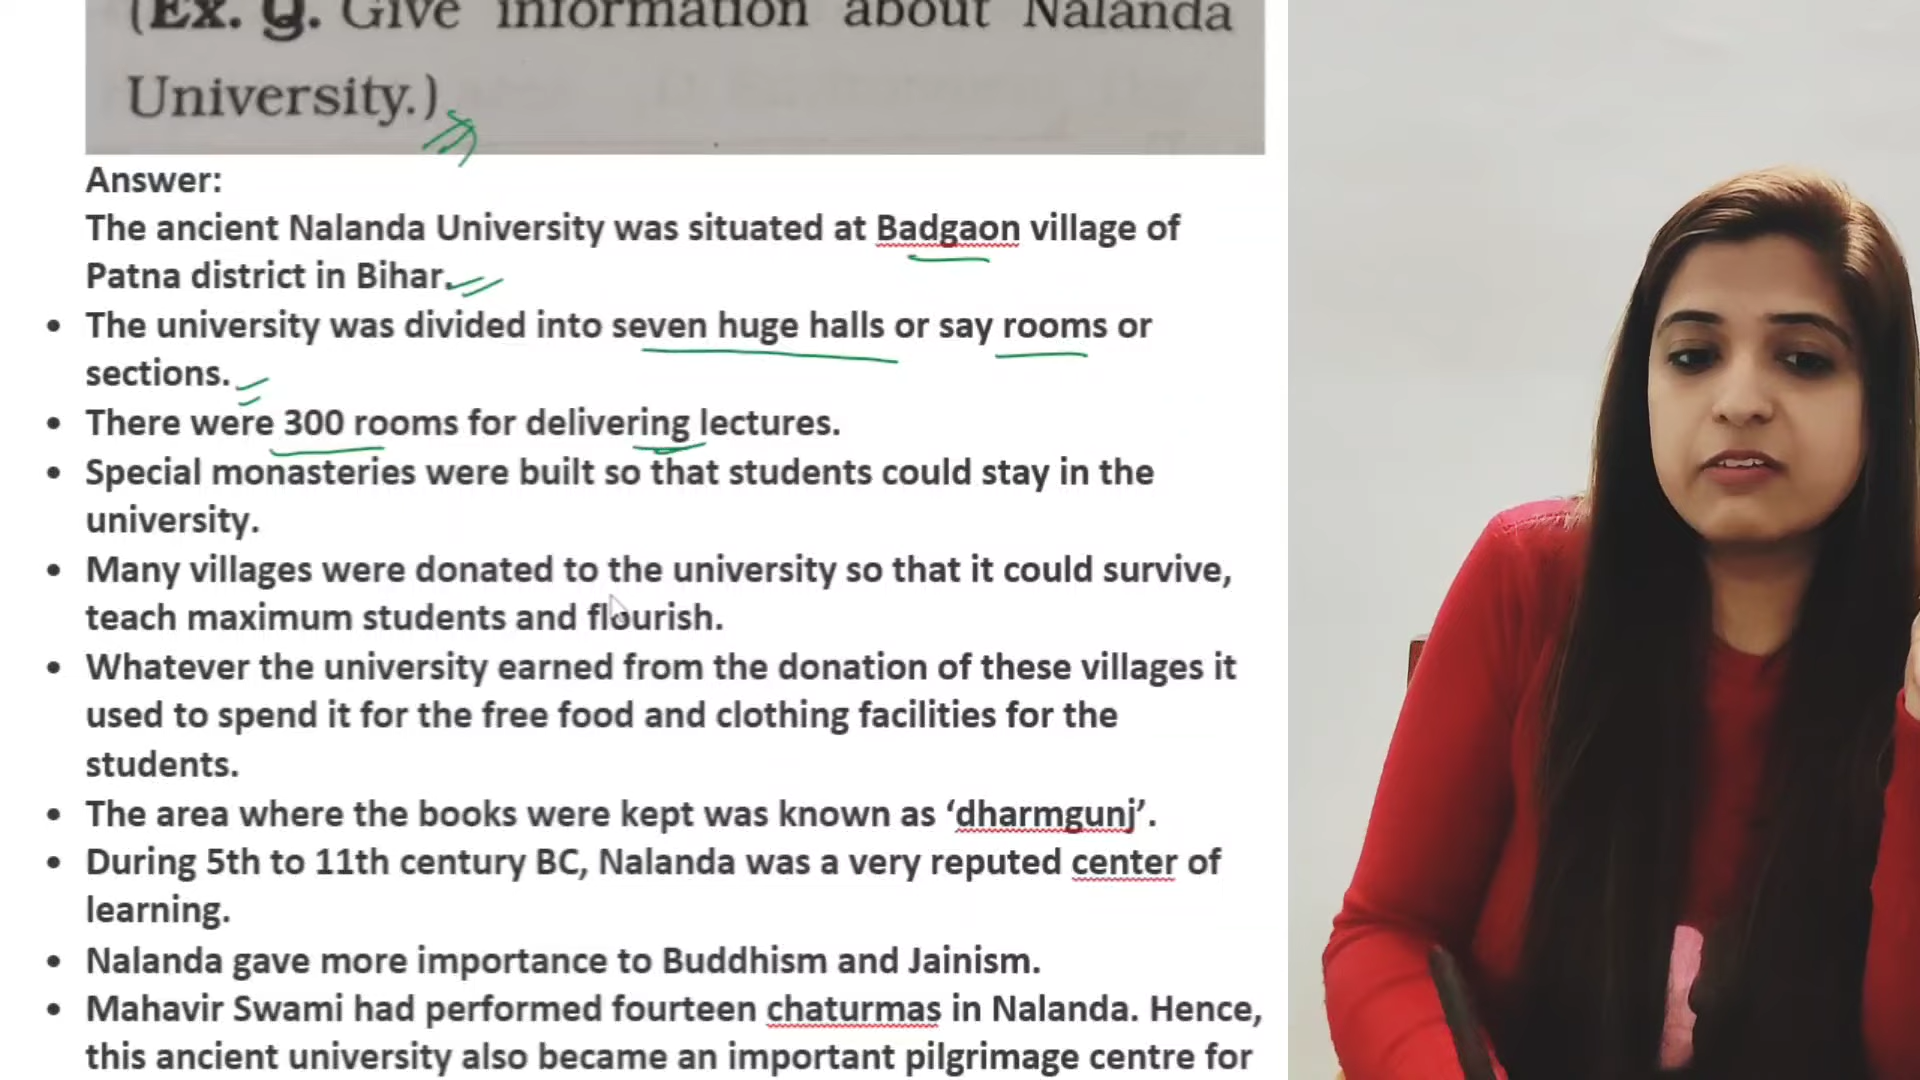 (Ex. Q. Give information about Nalanda
University.)
Answer:
The ancient Nalanda University was situated at Badgaon village of
Patna district in Bihar.
• The university was divided into seven huge halls or say rooms or
sections.
• There were 300 rooms for delivering lectures.
• Special monasteries were built so that students could stay in the
university.
• Many villages were donated to the university so that it could survive,
teach maximum students and flourish.
• Whatever the university earned from the donation of these villages it
used to spend it for the free food and clothing facilities for the
students.
• The area where the books were kept was known as ‘dharmgunj’.
• During 5th to 11th century BC, Nalanda was a very reputed center of
learning.
• Nalanda gave more importance to Buddhism and Jainism.
• Mahavir Swami had performed fourteen chaturmas in Nalanda. Hence,
this ancient university also became an important pilgrimage centre for